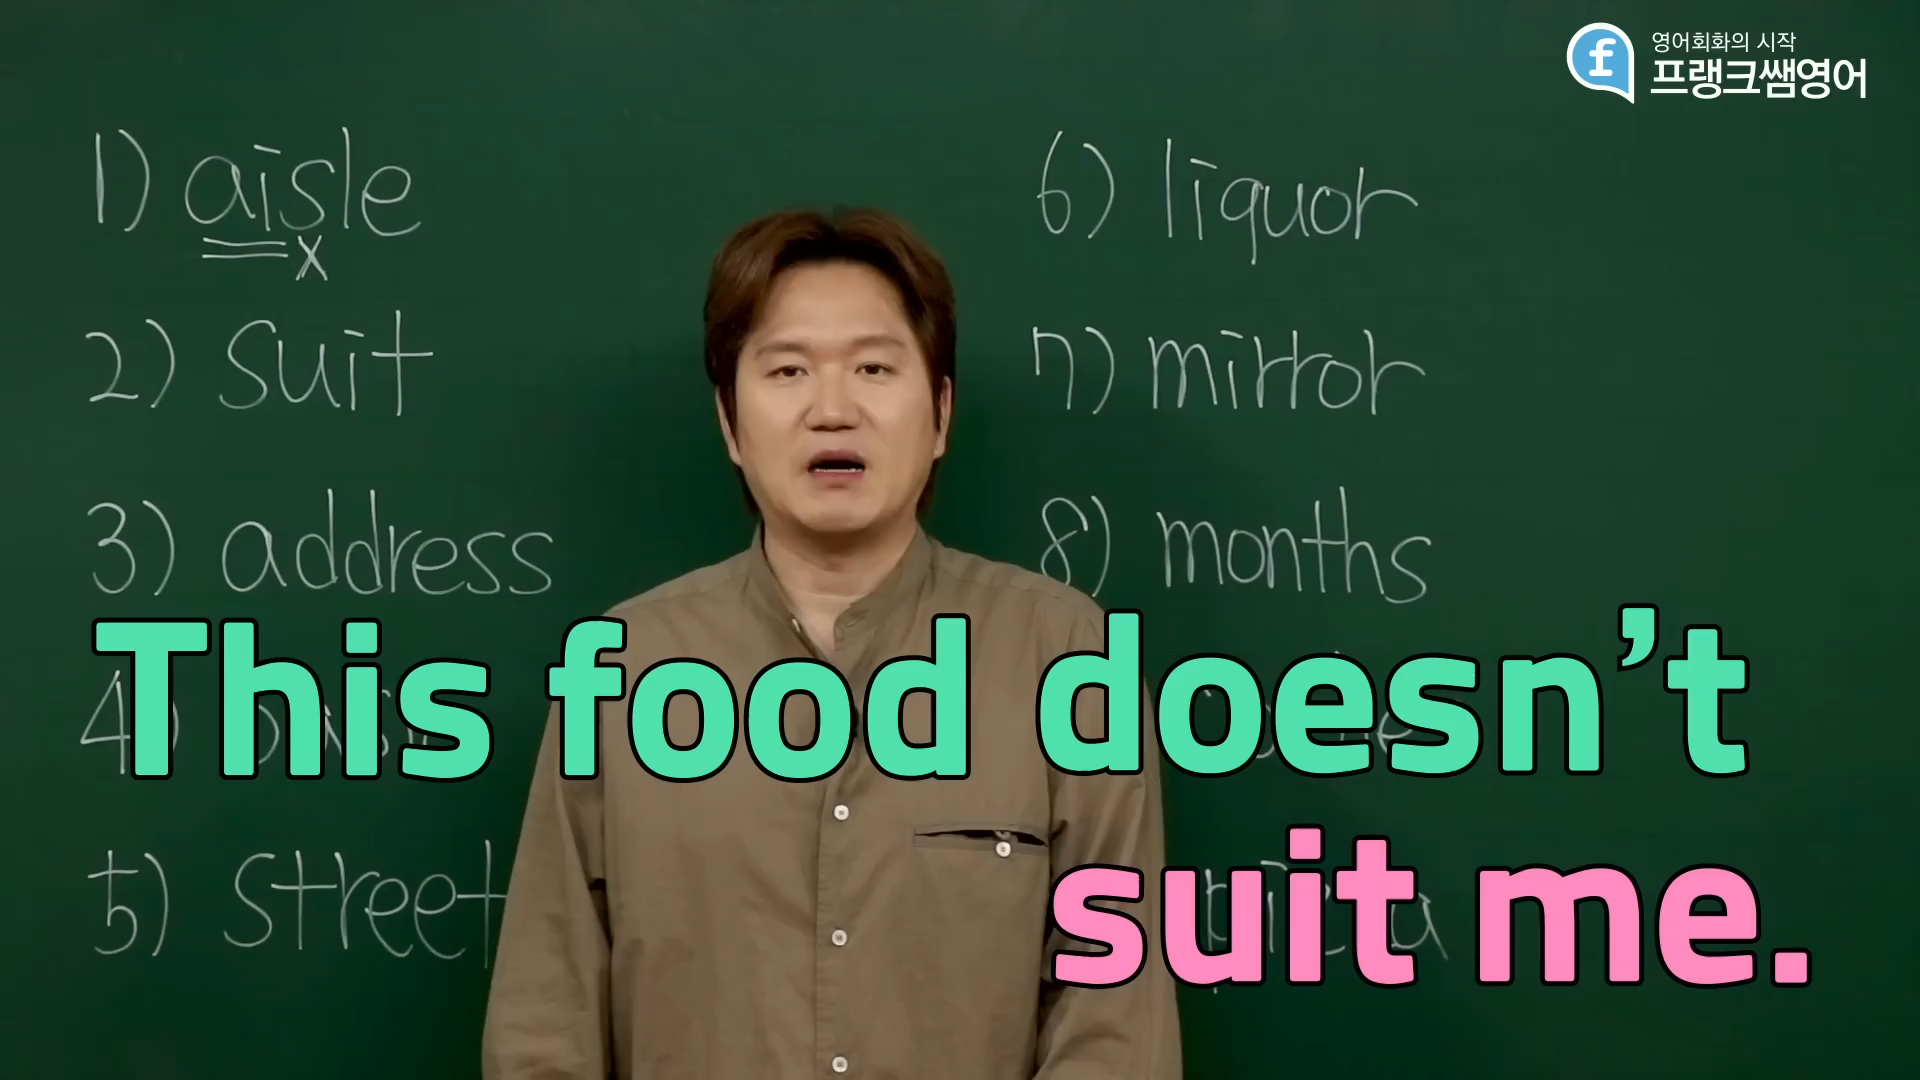 영어회화의 시작
프랭크쌤영어
1) aisle
x
2) suit
3) address
5) street
6) liquor
7) mirror
8) months
This food doesn't
suit me.